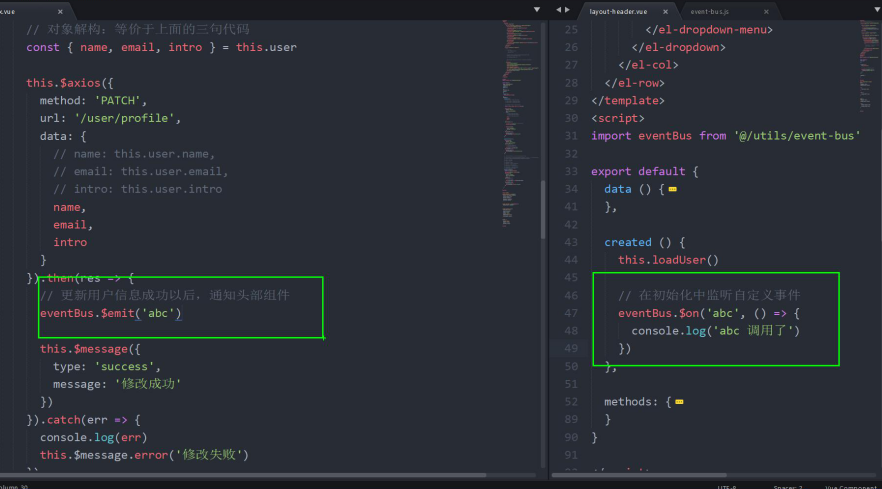 x.vue
// 对象解构：等价于上面的三句代码
const { name, email, intro } = this.user
this.$axios({
method: 'PATCH',
url: '/user/profile',
data: {
// name: this.user.name,
// email: this.user.email,
// intro: this.user.intro
name,
email,
intro
}
}).then(res => {
// 更新用户信息成功以后，通知头部组件
eventBus.$emit('abc')
this.$message({
type: 'success',
message: '修改成功'
})
}).catch(err => {
console.log(err)
this.$message.error('修改失败')
layout-header.vue
event-bus.js
25 </el-dropdown-menu>
26 </el-dropdown>
27 </el-col>
28 </el-row>
29 </template>
30 <script>
31 import eventBus from '@/utils/event-bus'
32
33 export default {
34 data () {
41 },
42
43 created () {
44 this.loadUser()
45
46 // 在初始化中监听自定义事件
47 eventBus.$on('abc', () => {
48 console.log('abc 调用了')
49 })
50 },
51
52 methods: {
89 }
90 }
91
UTF-8
Spaces: 2
Vue Component